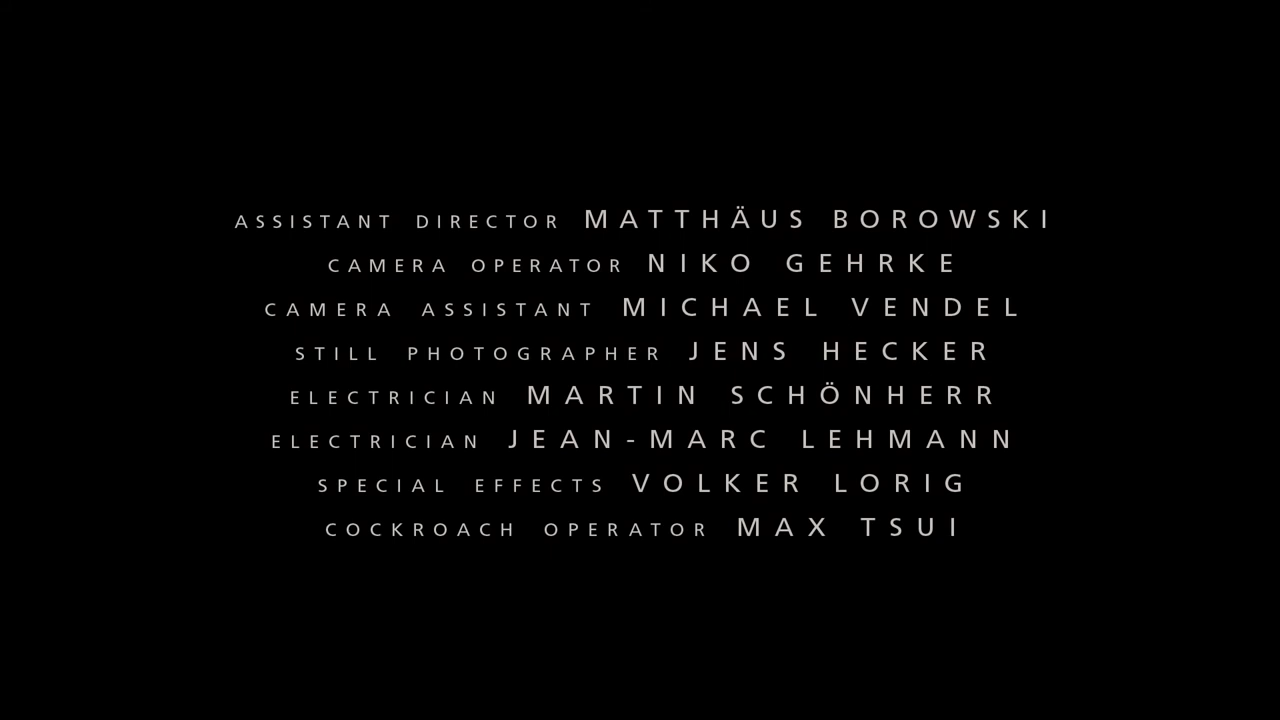 ASSISTANT DIRECTOR MATTHÄUS BOROWSKI
CAMERA OPERATOR NIKO GEHRKE
CAMERA ASSISTANT MICHAEL VENDEL
STILL PHOTOGRAPHER JENS HECKER
ELECTRICIAN MARTIN SCHÖNHERR
ELECTRICIAN JEAN-MARC LEHMANN
SPECIAL EFFECTS VOLKER LORIG
COCKROACH OPERATOR MAX TSUI